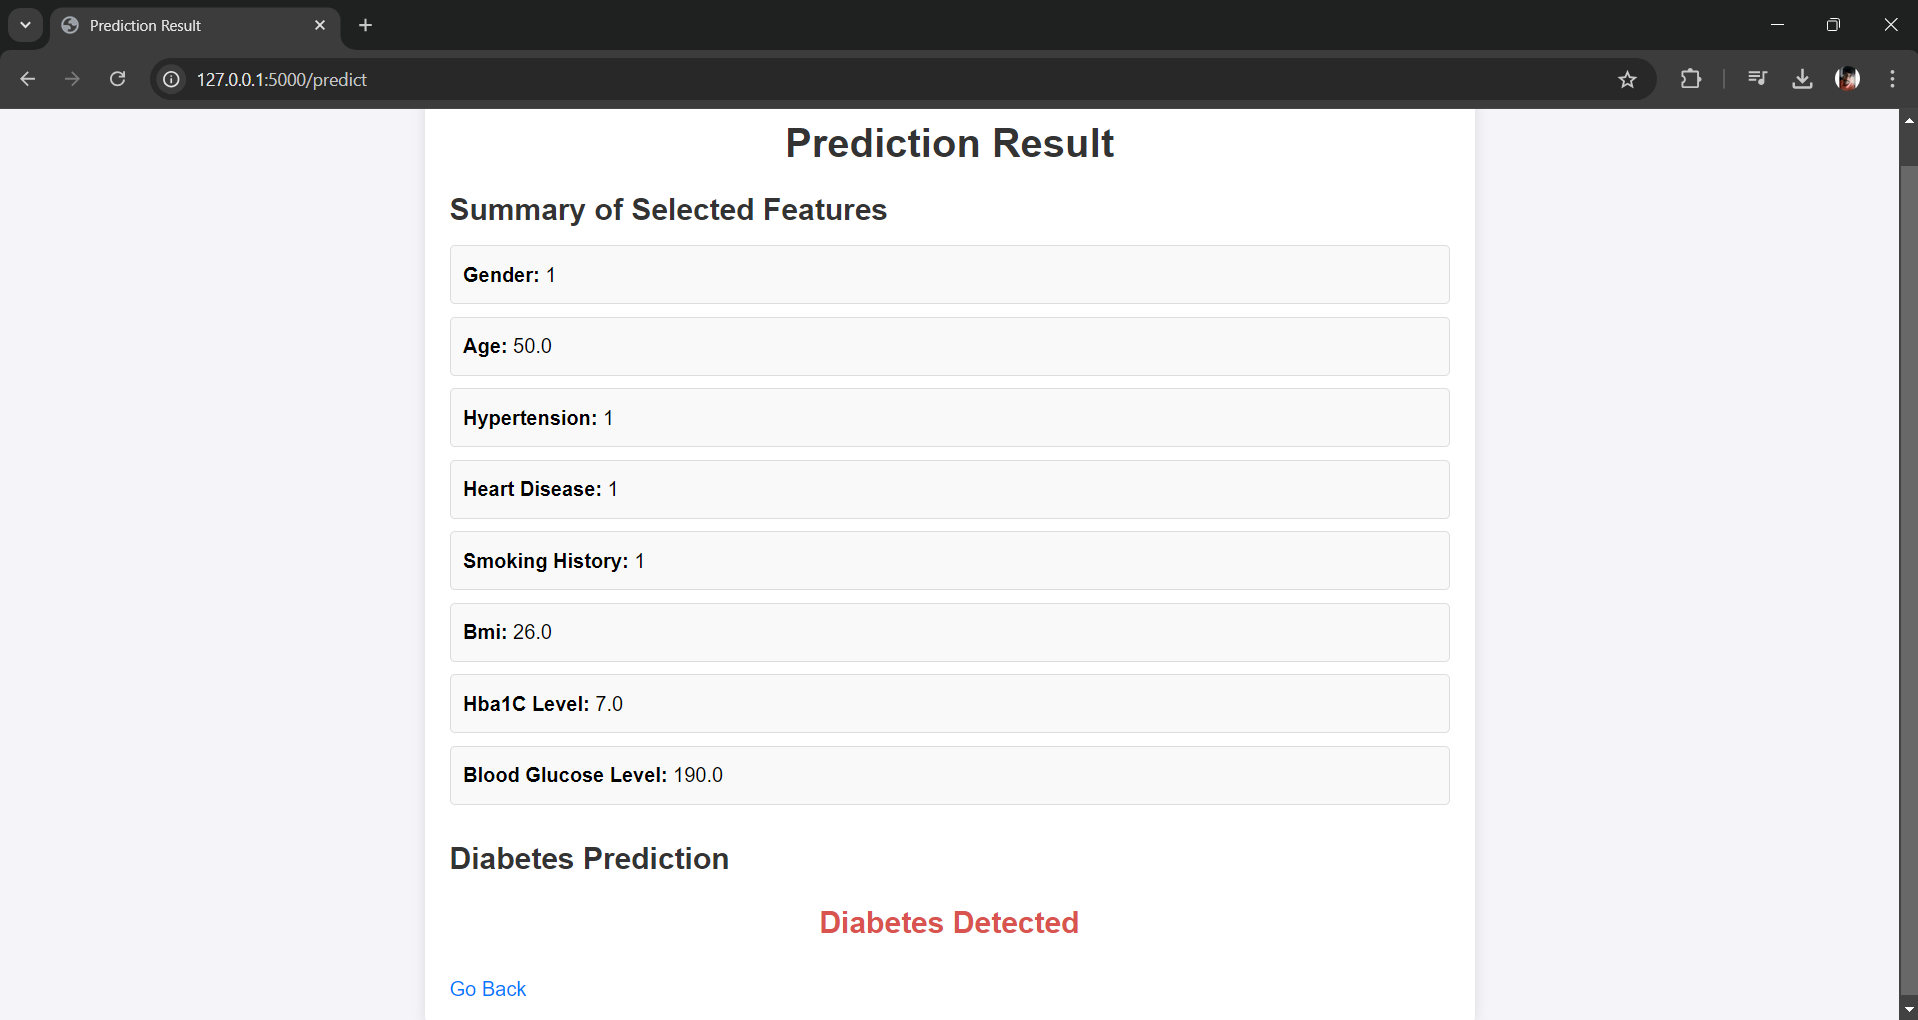 Prediction Result
127.0.0.1:5000/predict
Prediction Result
Summary of Selected Features
Gender: 1
Age: 50.0
Hypertension: 1
Heart Disease: 1
Smoking History: 1
Bmi: 26.0
Hba1C Level: 7.0
Blood Glucose Level: 190.0
Diabetes Prediction
Diabetes Detected
Go Back